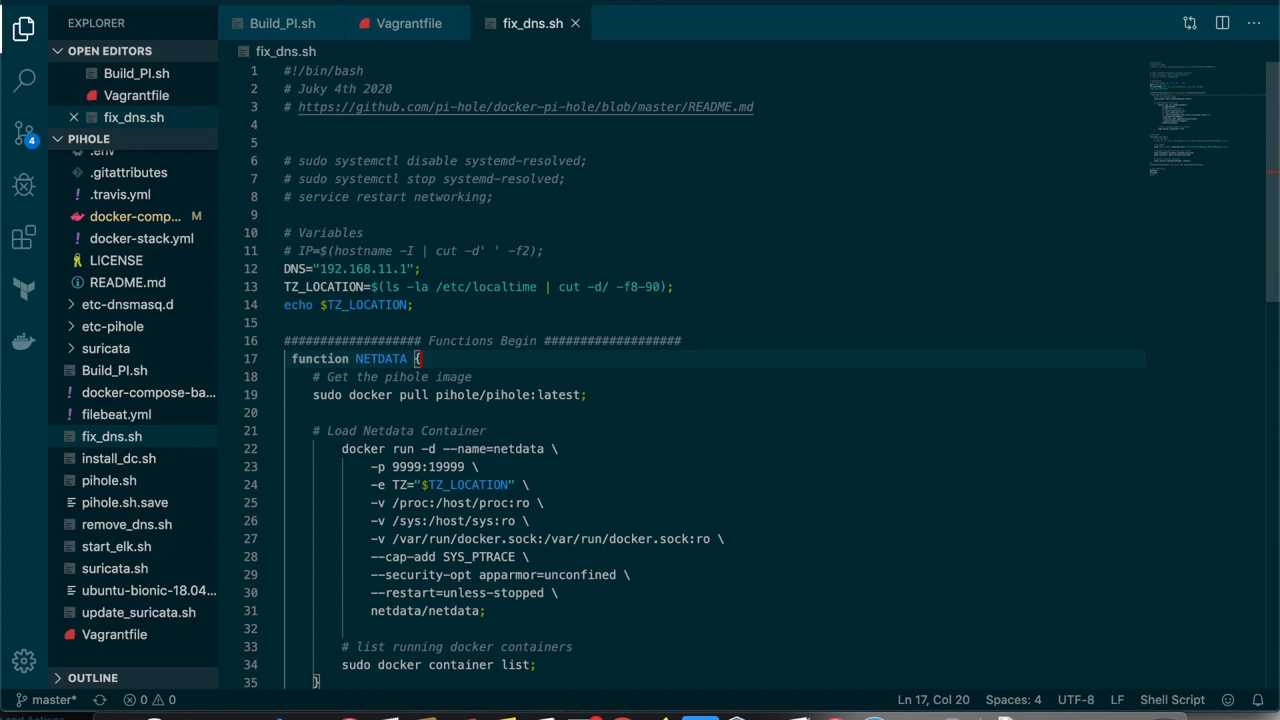 EXPLORER
OPEN EDITORS
Build_PI.sh
Vagrantfile
fix_dns.sh
PIHOLE
.env
.gitattributes
.travis.yml
docker-comp... M
docker-stack.yml
LICENSE
README.md
etc-dnsmasq.d
etc-pihole
suricata
Build_PI.sh
docker-compose-ba...
filebeat.yml
fix_dns.sh
install_dc.sh
pihole.sh
pihole.sh.save
remove_dns.sh
start_elk.sh
suricata.sh
ubuntu-bionic-18.04...
update_suricata.sh
Vagrantfile
OUTLINE
4
Build_PI.sh Vagrantfile fix_dns.sh
fix_dns.sh
1 #!/bin/bash
2 # Juky 4th 2020
3 # https://github.com/pi-hole/docker-pi-hole/blob/master/README.md
4
5
6 # sudo systemctl disable systemd-resolved;
7 # sudo systemctl stop systemd-resolved;
8 # service restart networking;
9
10 # Variables
11 # IP=$(hostname -I | cut -d' ' -f2);
12 DNS="192.168.11.1";
13 TZ_LOCATION=$(ls -la /etc/localtime | cut -d/ -f8-90);
14 echo $TZ_LOCATION;
15
16 ################### Functions Begin ###################
17 function NETDATA {
18 # Get the pihole image
19 sudo docker pull pihole/pihole:latest;
20
21 # Load Netdata Container
22 docker run -d --name=netdata \
23 -p 9999:19999 \
24 -e TZ="$TZ_LOCATION" \
25 -v /proc:/host/proc:ro \
26 -v /sys:/host/sys:ro \
27 -v /var/run/docker.sock:/var/run/docker.sock:ro \
28 --cap-add SYS_PTRACE \
29 --security-opt apparmor=unconfined \
30 --restart=unless-stopped \
31 netdata/netdata;
32
33 # list running docker containers
34 sudo docker container list;
35 }
master* 0 0 Ln 17, Col 20 Spaces: 4 UTF-8 LF Shell Script